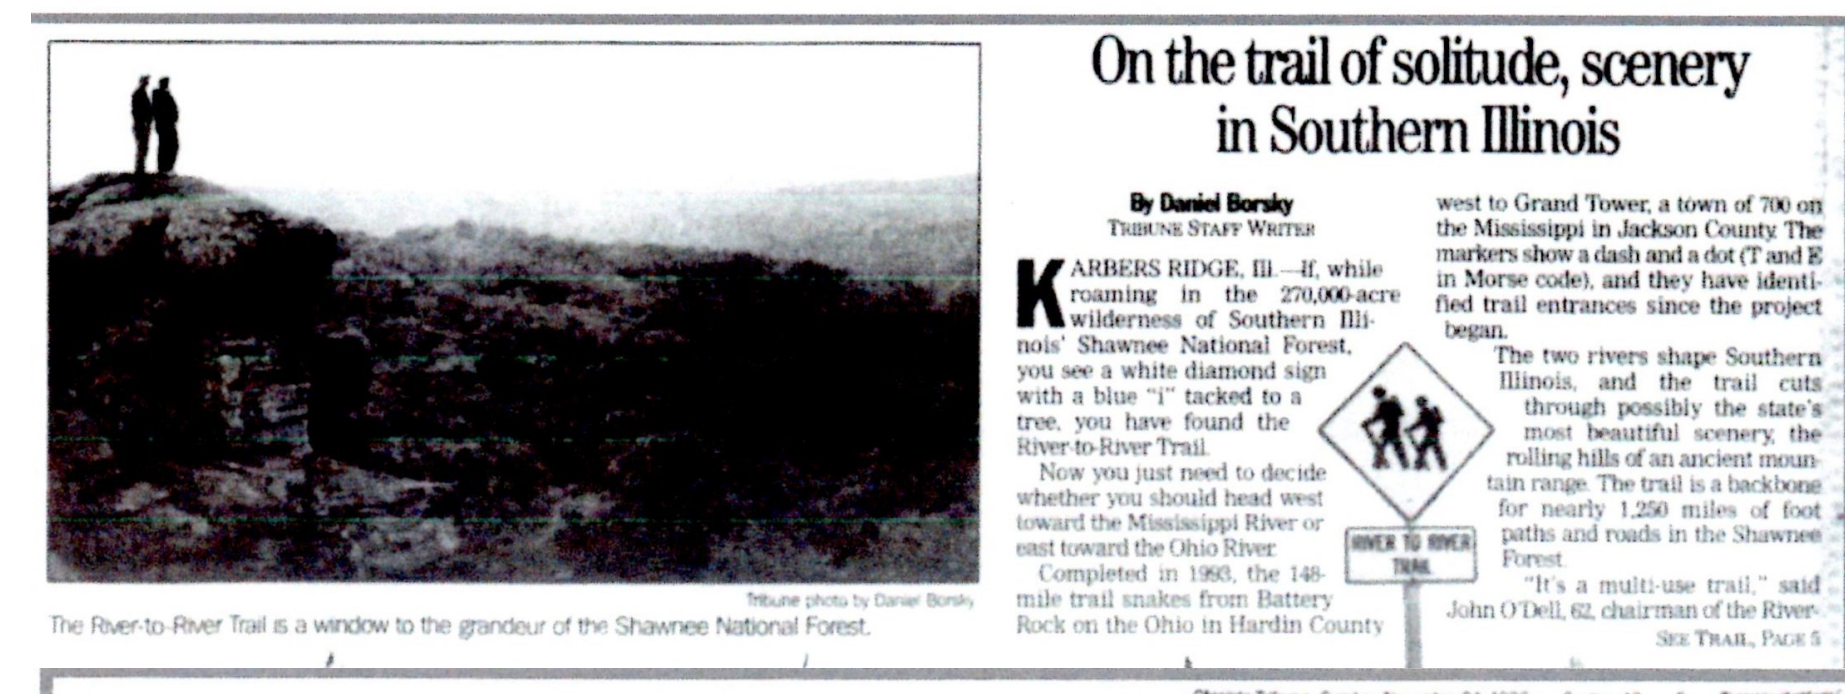 On the trail of solitude, scenery
in Southern Illinois
By Daniel Borsky
TRIBUNE STAFF WRITER
KARBERS RIDGE, Ill.—If, while
roaming in the 270,000-acre
wilderness of Southern Illi-
nois' Shawnee National Forest,
you see a white diamond sign
with a blue "i" tacked to a
tree, you have found the
River-to-River Trail.
Now you just need to decide
whether you should head west
toward the Mississippi River or
east toward the Ohio River.
Completed in 1993, the 148-
mile trail snakes from Battery
Rock on the Ohio in Hardin County
west to Grand Tower, a town of 700 on
the Mississippi in Jackson County. The
markers show a dash and a dot (T and E
in Morse code), and they have identi-
fied trail entrances since the project
began.
The two rivers shape Southern
Illinois, and the trail cuts
through possibly the state's
most beautiful scenery, the
rolling hills of an ancient moun-
tain range. The trail is a backbone
for nearly 1,250 miles of foot
paths and roads in the Shawnee
Forest.
"It's a multi-use trail," said
John O'Dell, 62, chairman of the River-
SEE TRAIL, PAGE 5
RIVER TO RIVER
TRAIL
Tribune photo by Daniel Borsky
The River-to-River Trail is a window to the grandeur of the Shawnee National Forest.